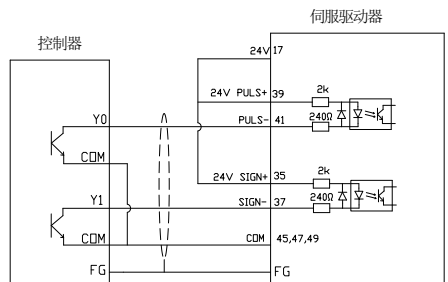 伺服驱动器
控制器
24V 17
24V PULS+ 39 2k
Y0 PULS- 41 240Ω
COM
24V SIGN+ 35 2k
Y1 SIGN- 37 240Ω
COM COM 45,47,49
FG FG